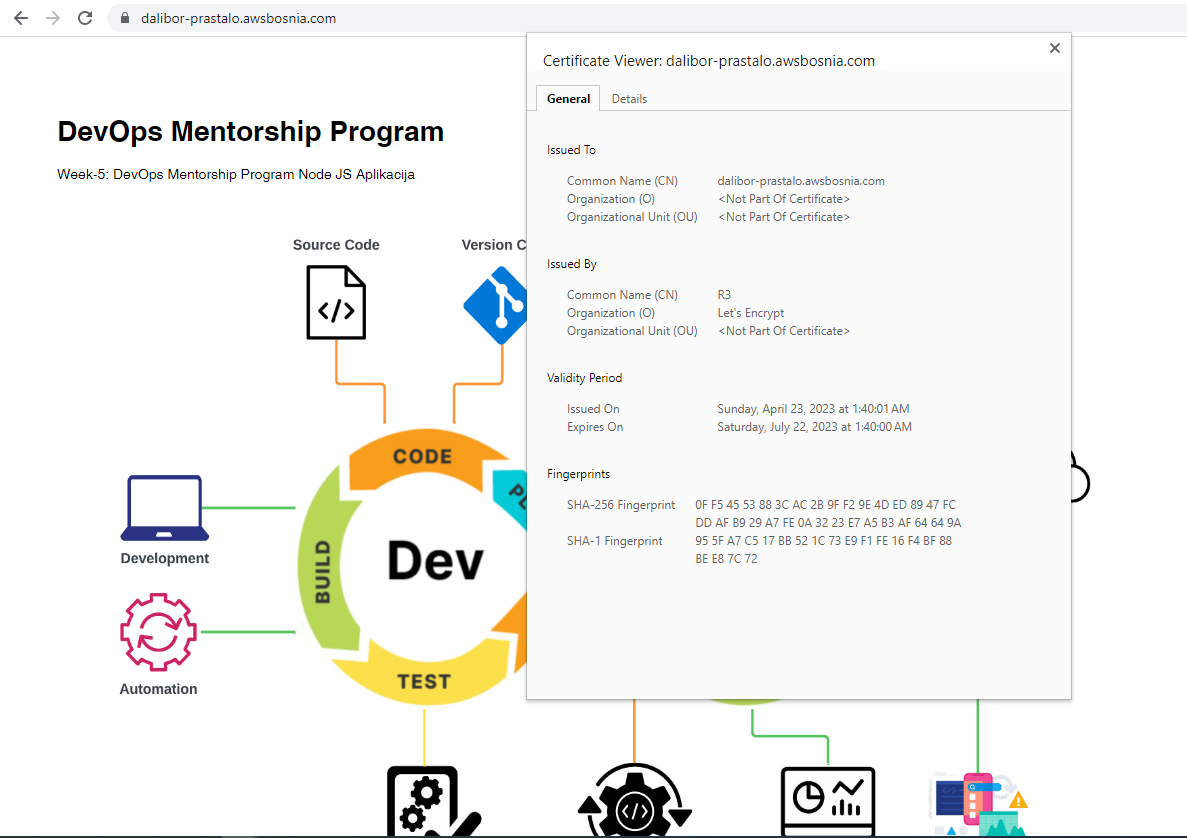 dalibor-prastalo.awsbosnia.com
Certificate Viewer: dalibor-prastalo.awsbosnia.com
General Details
DevOps Mentorship Program
Week-5: DevOps Mentorship Program Node JS Aplikacija
Issued To
Common Name (CN) dalibor-prastalo.awsbosnia.com
Organization (O) <Not Part Of Certificate>
Organizational Unit (OU) <Not Part Of Certificate>
Issued By
Common Name (CN) R3
Organization (O) Let's Encrypt
Organizational Unit (OU) <Not Part Of Certificate>
Validity Period
Issued On Sunday, April 23, 2023 at 1:40:01 AM
Expires On Saturday, July 22, 2023 at 1:40:00 AM
Fingerprints
SHA-256 Fingerprint 0F F5 45 53 88 3C AC 2B 9F F2 9E 4D ED 89 47 FC
DD AF B9 29 A7 FE 0A 32 23 E7 A5 B3 AF 64 64 9A
SHA-1 Fingerprint 95 5F A7 C5 17 BB 52 1C 73 E9 F1 FE 16 F4 BF 88
BE E8 7C 72
Source Code
Version C
CODE
PL
BUILD
Dev
TEST
Development
Automation